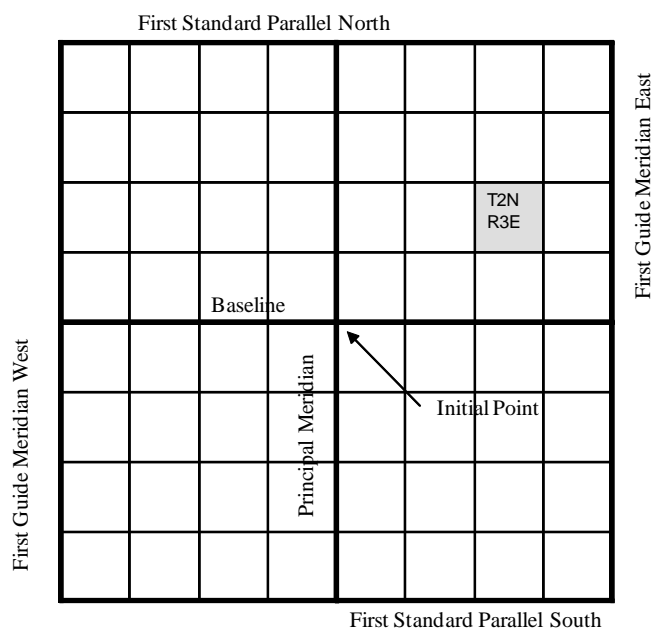 First Standard Parallel North
First Guide Meridian East
T2N
R3E
Baseline
Initial Point
Principal Meridian
First Guide Meridian West
First Standard Parallel South